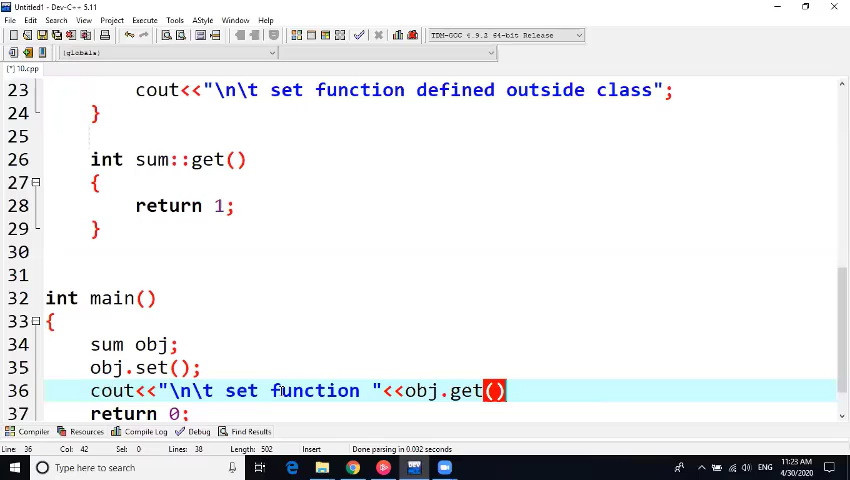 Untitled1 - Dev-C++ 5.11
File Edit Search View Project Execute Tools AStyle Window Help
TDM-GCC 4.9.2 64-bit Release
(globals)
[*] 10.cpp
23 cout<<"\n\t set function defined outside class";
24 }
25
26 int sum::get()
27 {
28 return 1;
29 }
30
31
32 int main()
33 {
34 sum obj;
35 obj.set();
36 cout<<"\n\t set function "<<obj.get()
37 return 0;
Compiler Resources Compile Log Debug Find Results
Line: 36 Col: 42 Sel: 0 Lines: 38 Length: 502 Insert Done parsing in 0.032 seconds
Type here to search
DEV
ENG
11:23 AM
4/30/2020